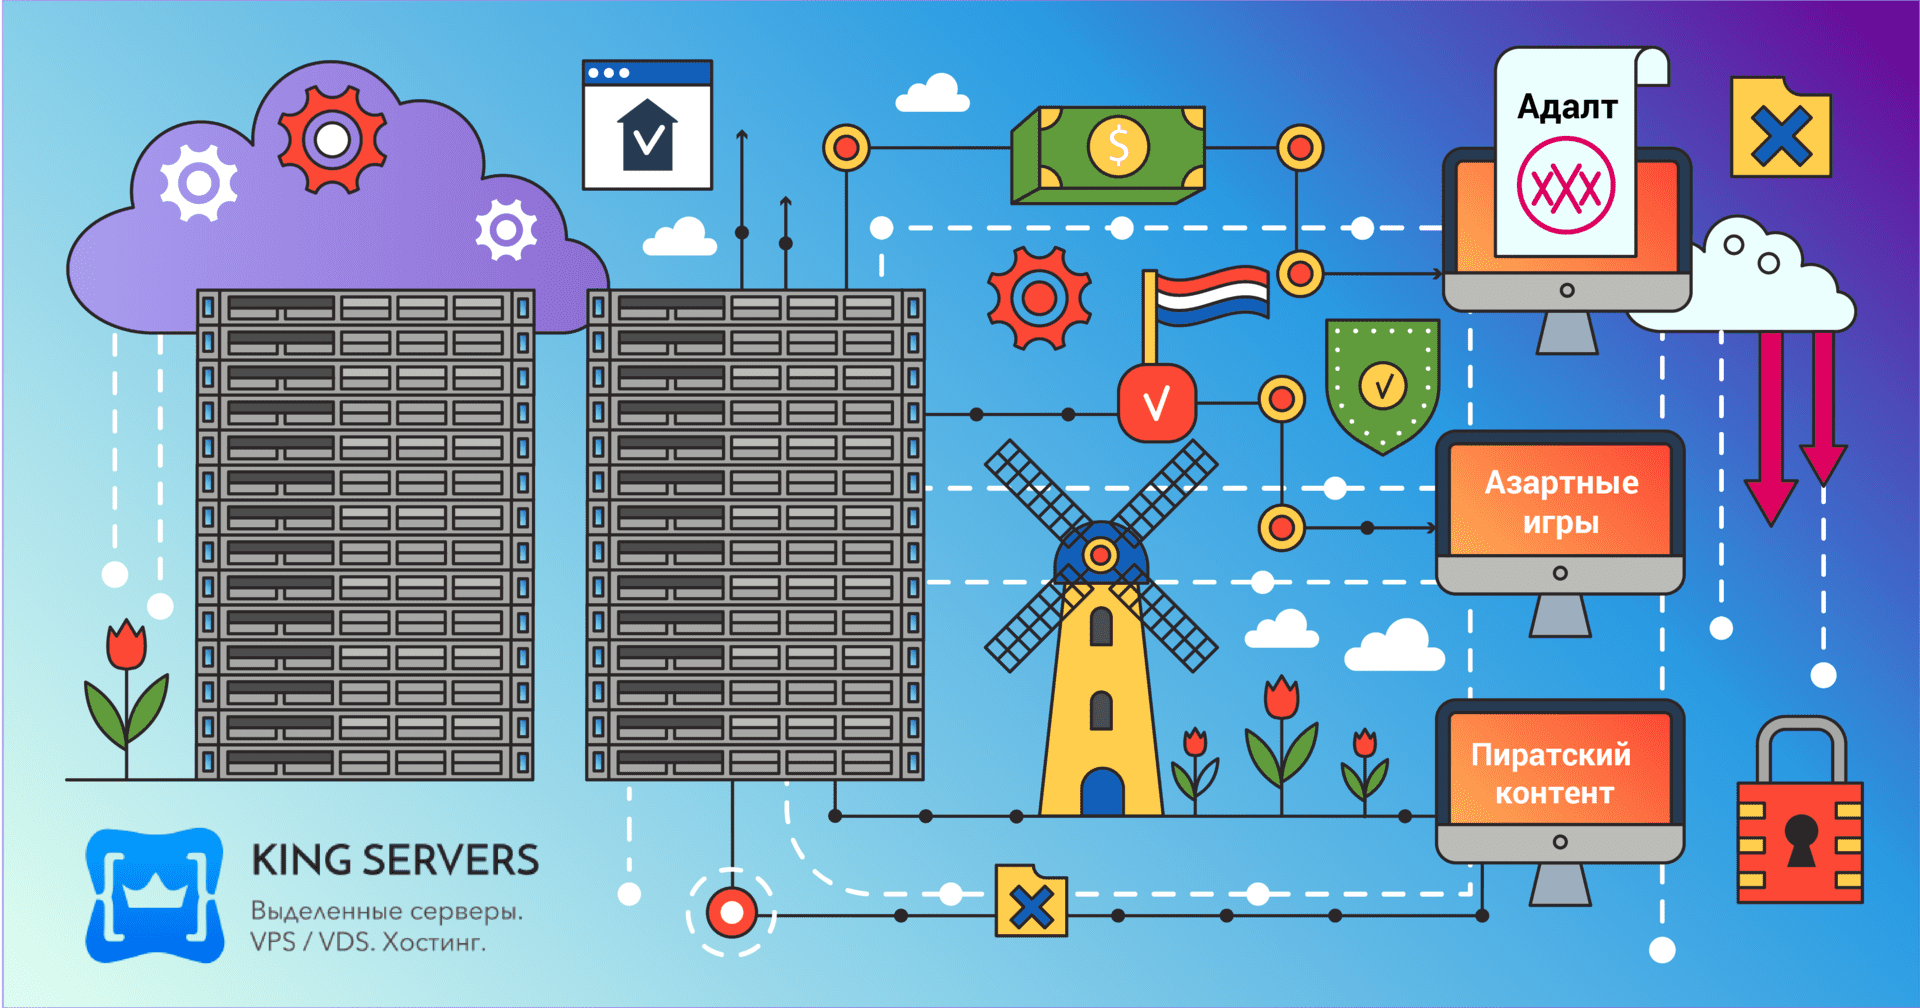 Адалт
XXX
$
Азартные
игры
Пиратский
контент
KING SERVERS
Выделенные серверы.
VPS / VDS. Хостинг.